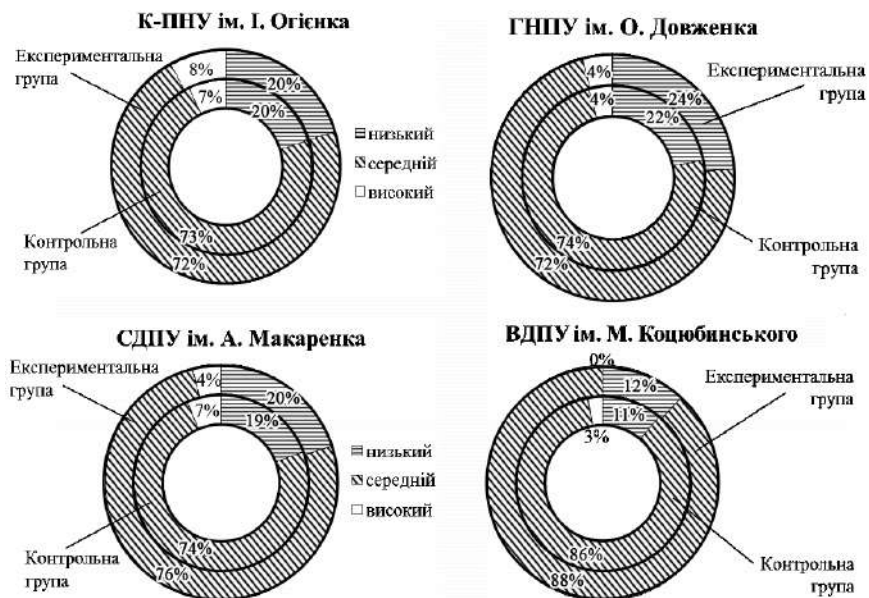 К-ПНУ ім. І. Огієнка
Експериментальна
група
8%
7%
20%
20%
низький
середній
високий
Контрольна
група
73%
72%
ГНПУ ім. О. Довженка
Експериментальна
група
4%
4%
24%
22%
Контрольна
група
74%
72%
СДПУ ім. А. Макаренка
Експериментальна
група
4%
7%
20%
19%
низький
середній
високий
Контрольна
група
74%
76%
ВДПУ ім. М. Коцюбинського
0%
12%
11%
3%
Експериментальна
група
86%
88%
Контрольна
група